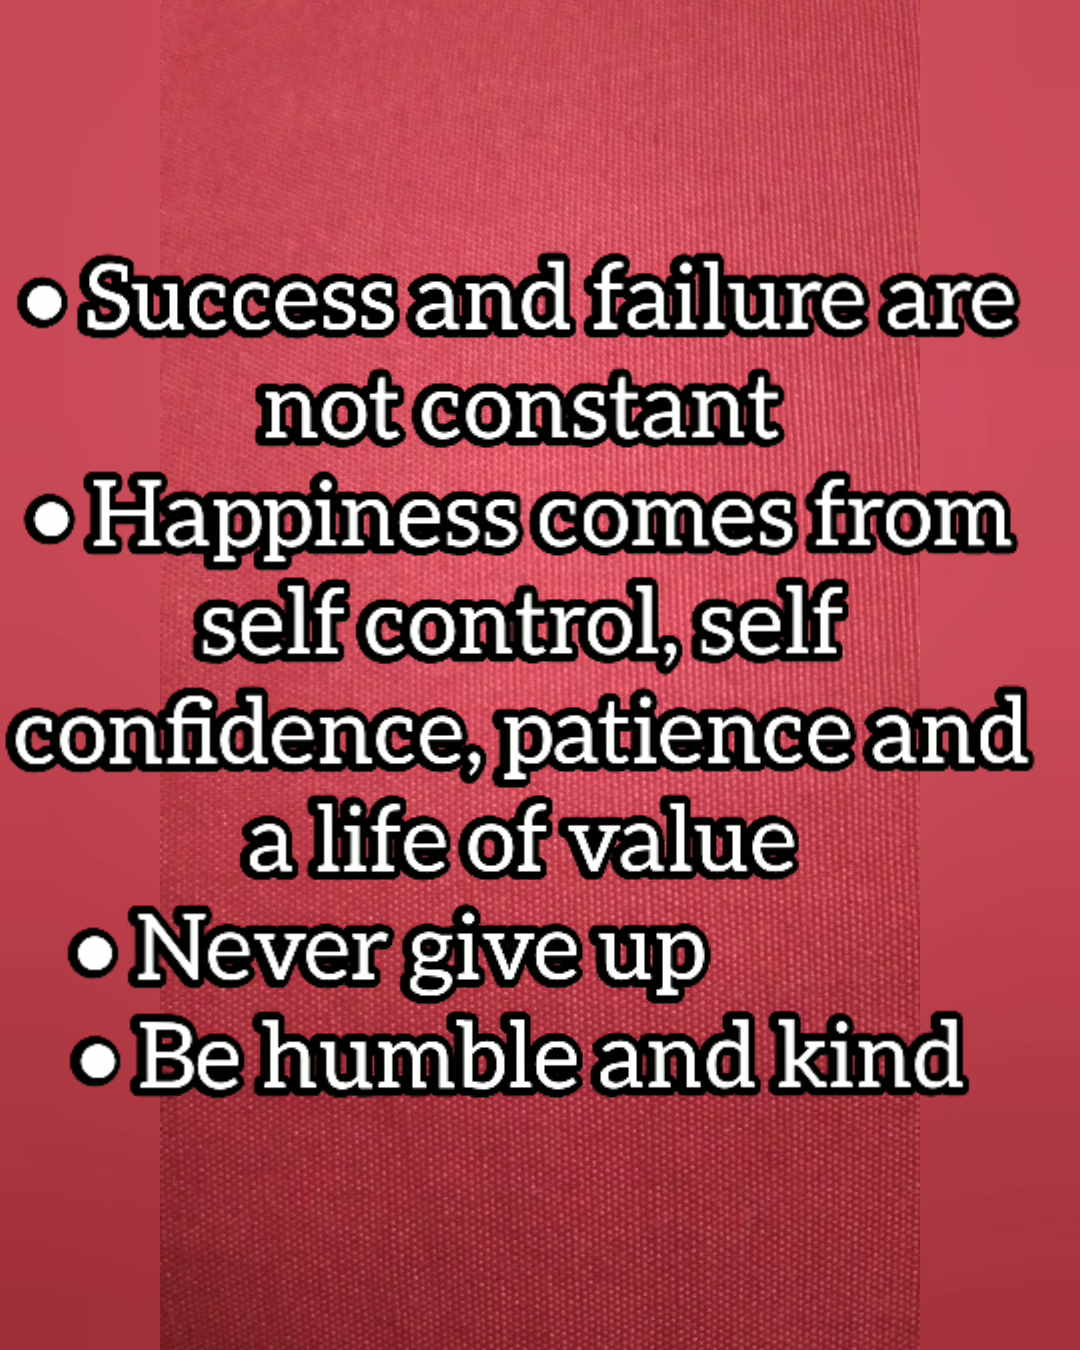 • Success and failure are
not constant
• Happiness comes from
self control, self
confidence, patience and
a life of value
• Never give up
• Be humble and kind